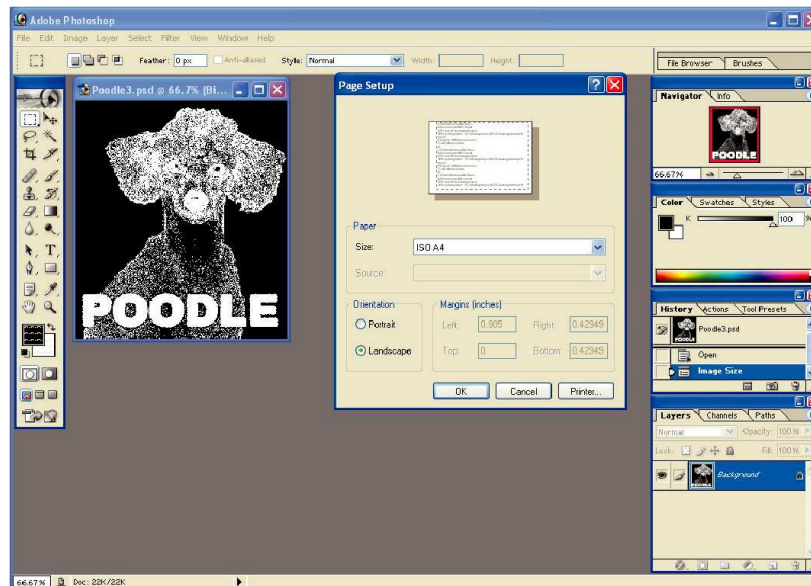 Adobe Photoshop
File Edit Image Layer Select Filter View Window Help
Feather: 0 px Anti-aliased Style: Normal Width: Height:
File Browser Brushes
Poodle3.psd @ 66.7% (Bi...
POODLE
Page Setup
Paper
Size: ISO A4
Source:
Orientation
Portrait
Landscape
Margins (inches)
Left: 0.905 Right: 0.42949
Top: 0 Bottom: 0.42949
OK Cancel Printer...
Navigator Info
POODLE
66.67%
Color Swatches Styles
K 100 %
History Actions Tool Presets
Poodle3.psd
Open
Image Size
Layers Channels Paths
Normal Opacity: 100%
Lock: Fill: 100%
Background
66.67% Doc: 22K/22K